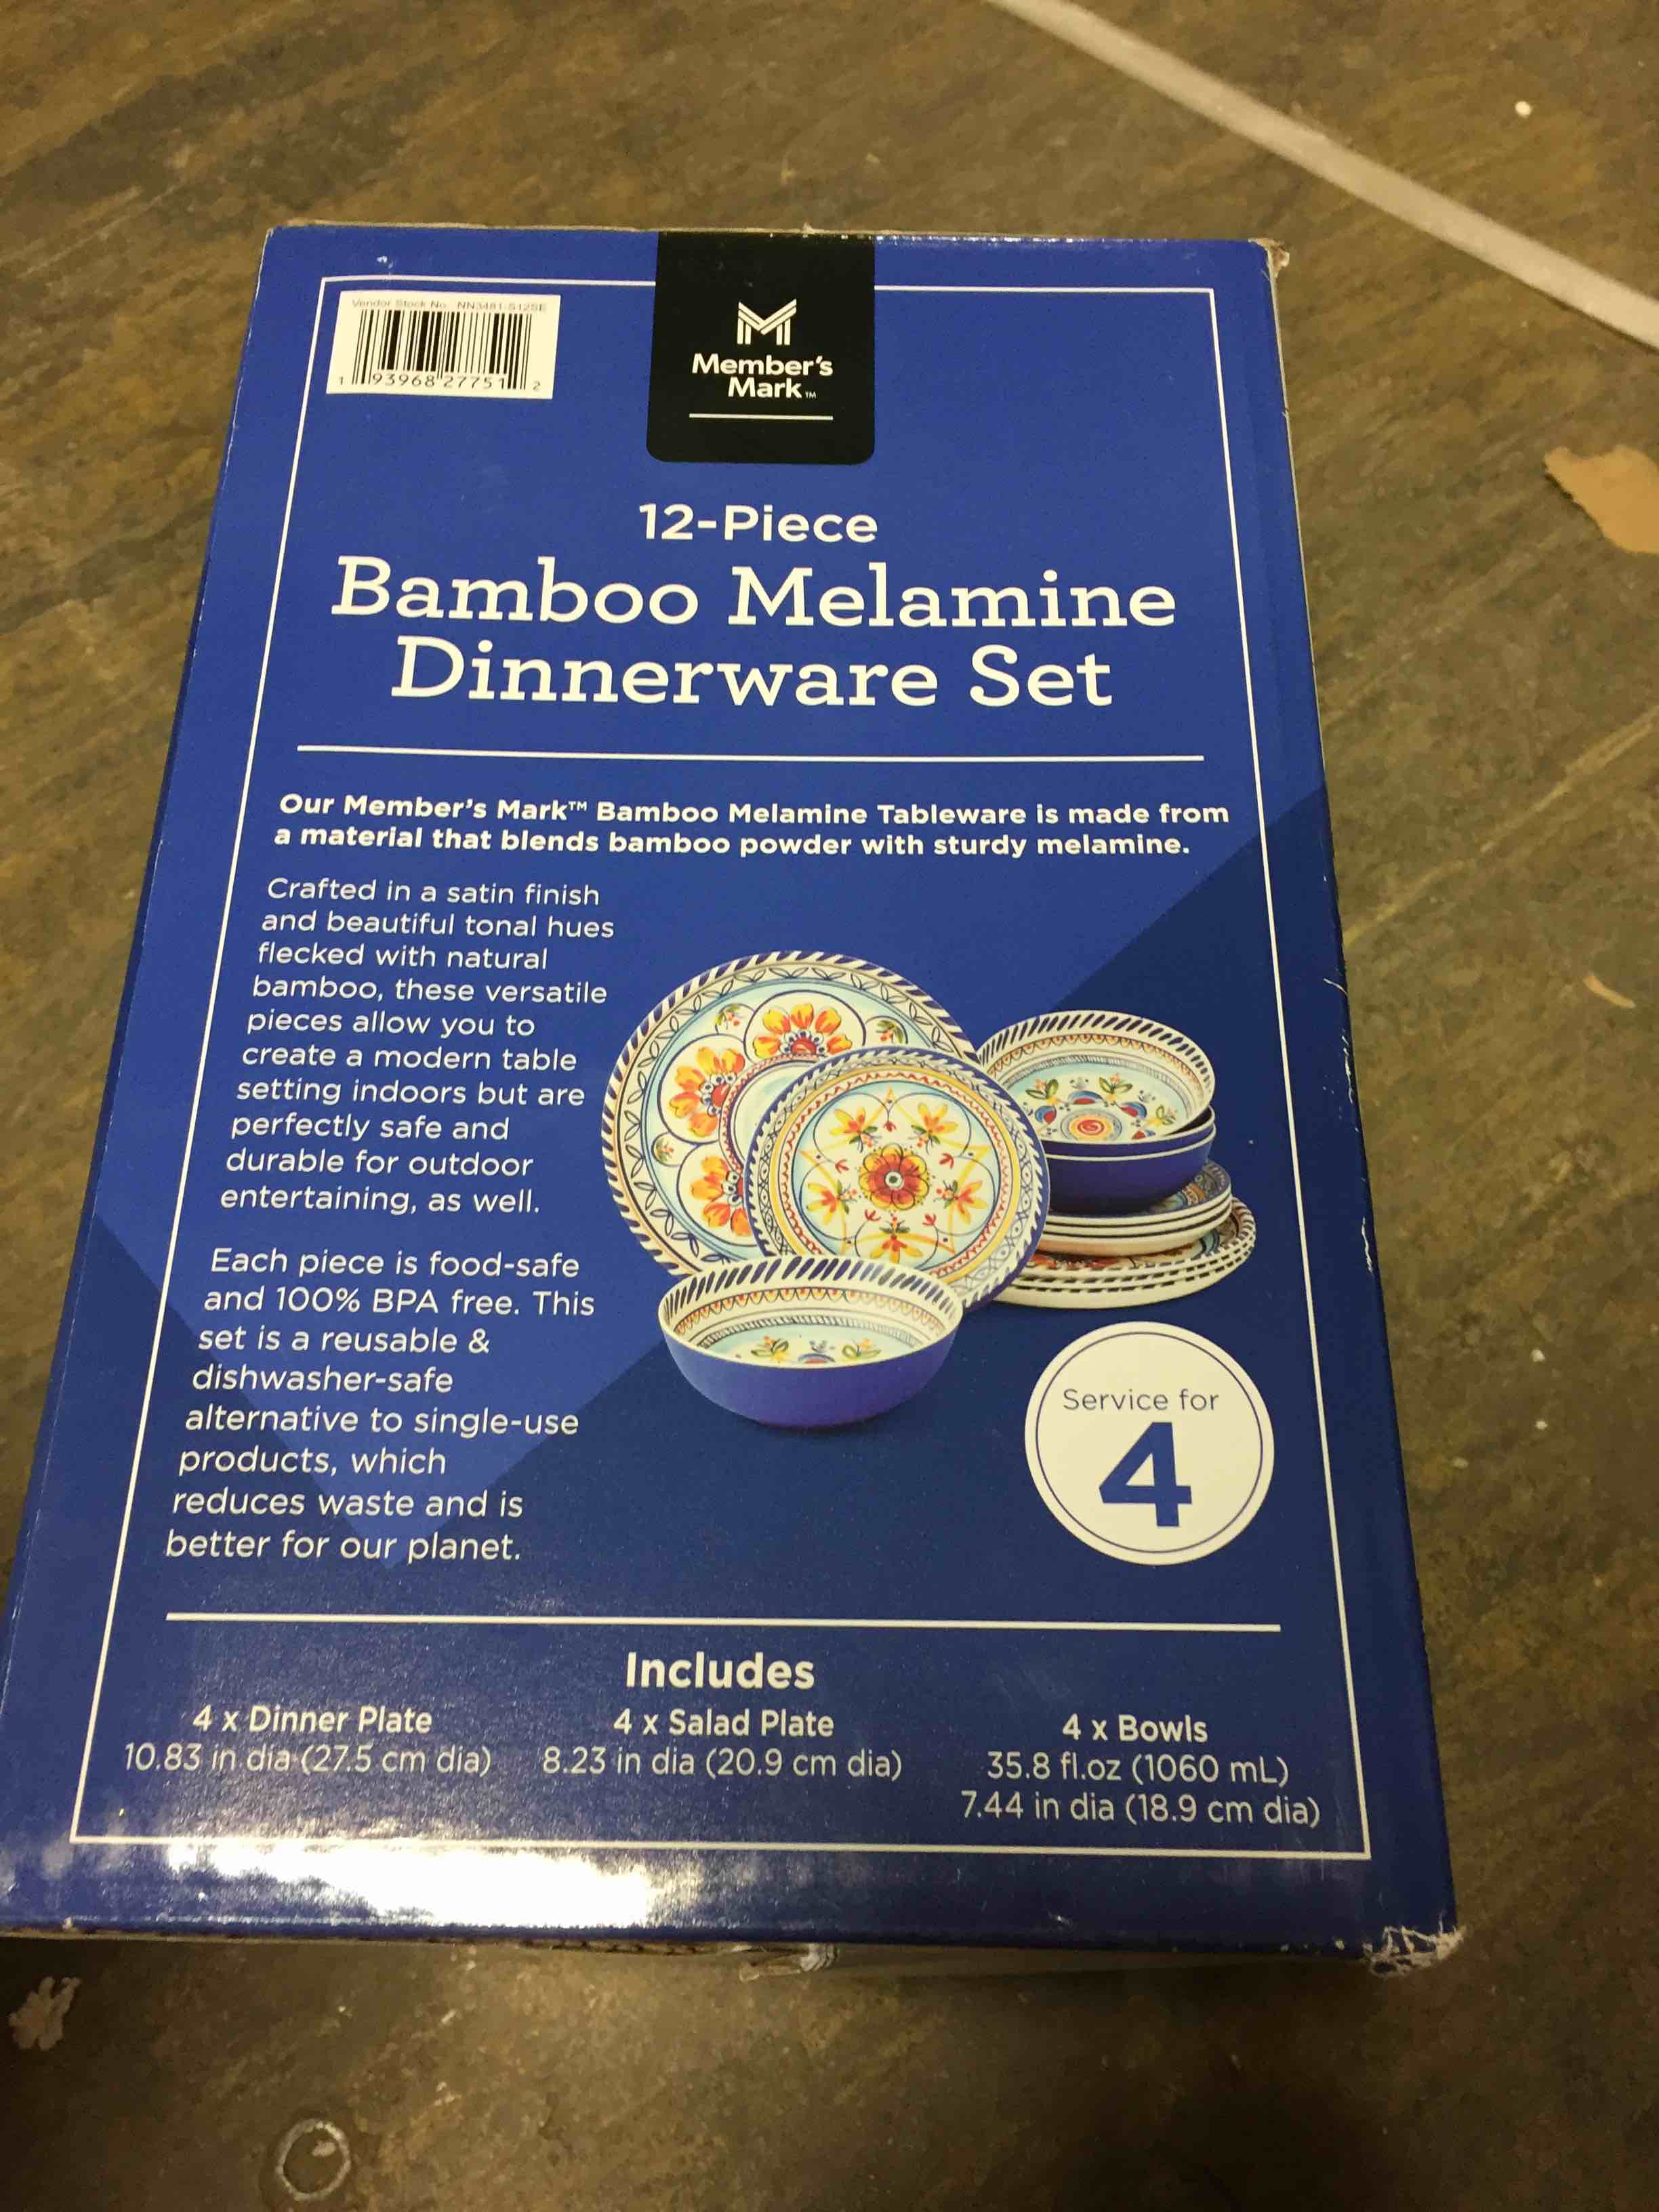 Vendor Stock No. NN3481-S12SE
1 93968 27751 2
Member's
Mark™
12-Piece
Bamboo Melamine
Dinnerware Set
Our Member's Mark™ Bamboo Melamine Tableware is made from
a material that blends bamboo powder with sturdy melamine.
Crafted in a satin finish
and beautiful tonal hues
flecked with natural
bamboo, these versatile
pieces allow you to
create a modern table
setting indoors but are
perfectly safe and
durable for outdoor
entertaining, as well.
Each piece is food-safe
and 100% BPA free. This
set is a reusable &
dishwasher-safe
alternative to single-use
products, which
reduces waste and is
better for our planet.
Service for
4
Includes
4 x Dinner Plate
10.83 in dia (27.5 cm dia)
4 x Salad Plate
8.23 in dia (20.9 cm dia)
4 x Bowls
35.8 fl.oz (1060 mL)
7.44 in dia (18.9 cm dia)